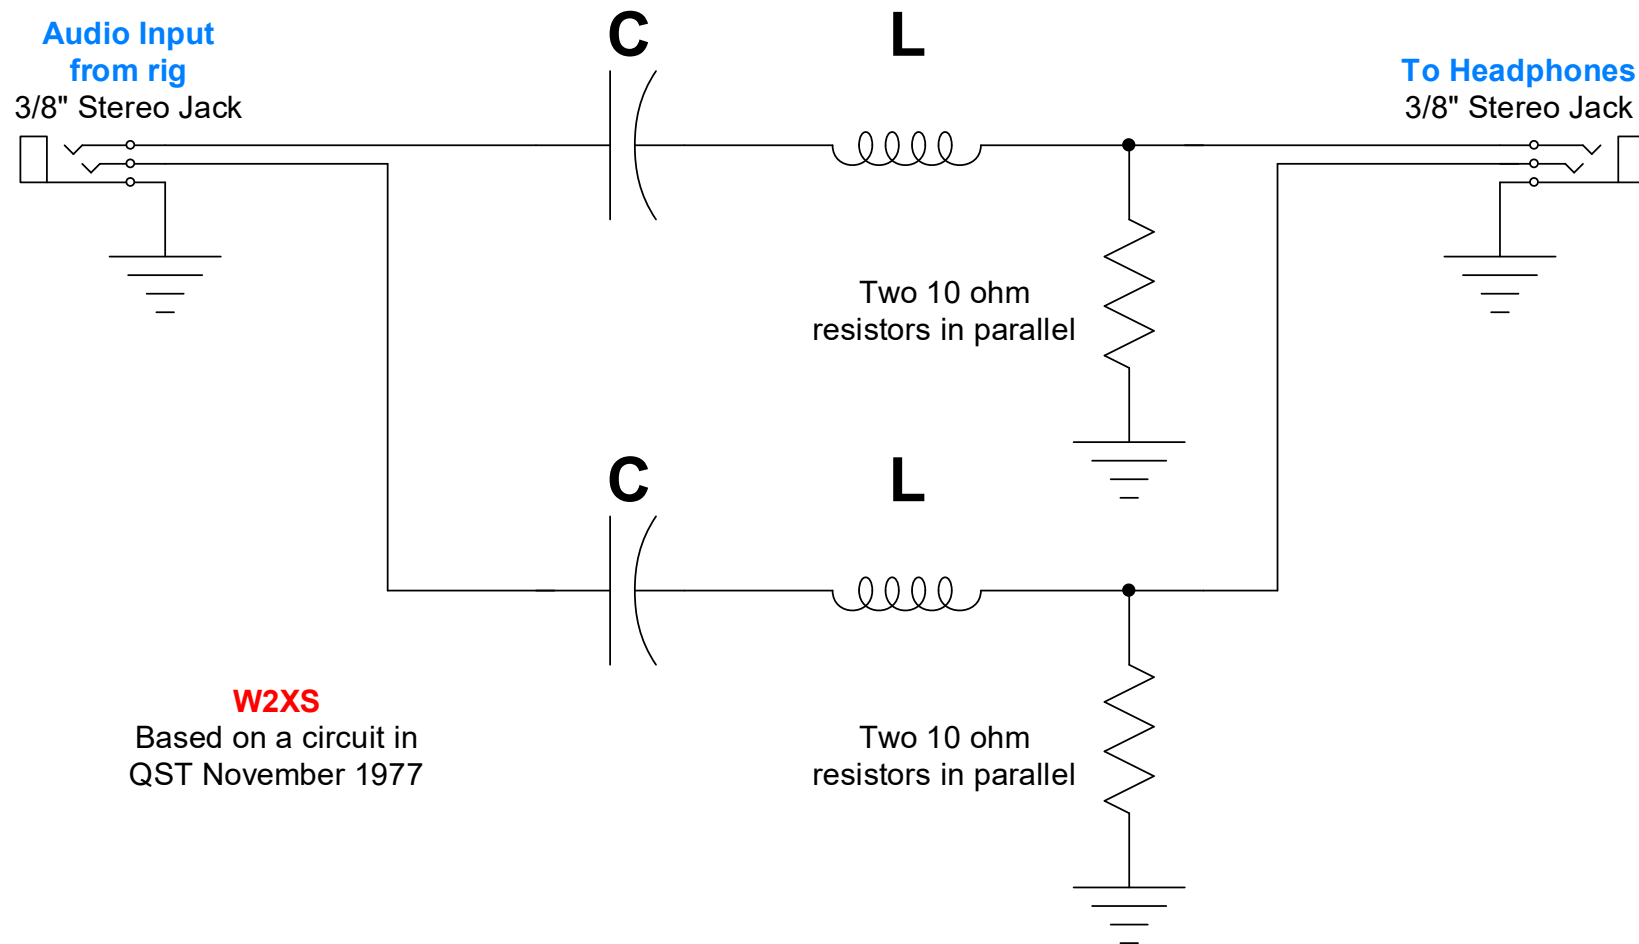 Audio Input
from rig
3/8" Stereo Jack
C
L
To Headphones
3/8" Stereo Jack
Two 10 ohm
resistors in parallel
C
L
W2XS
Based on a circuit in
QST November 1977
Two 10 ohm
resistors in parallel